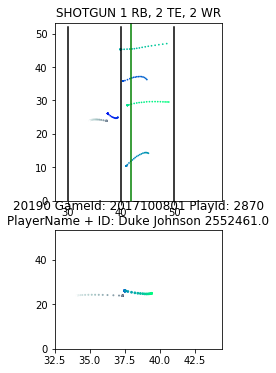 SHOTGUN 1 RB, 2 TE, 2 WR
50
40
30
20
10
0
30 40 50
20190 GameId: 2017100801 PlayId: 2870
PlayerName + ID: Duke Johnson 2552461.0
40
20
0
32.5 35.0 37.5 40.0 42.5